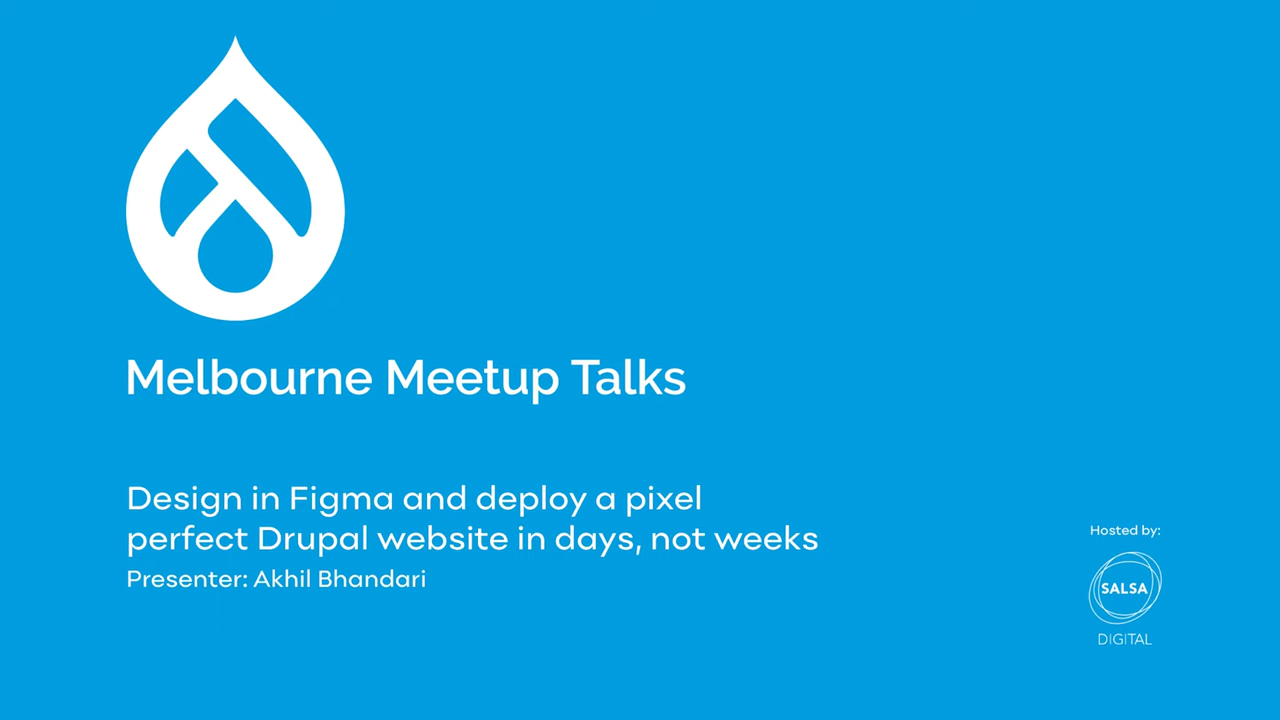 Melbourne Meetup Talks
Design in Figma and deploy a pixel
perfect Drupal website in days, not weeks
Presenter: Akhil Bhandari
Hosted by:
SALSA
DIGITAL